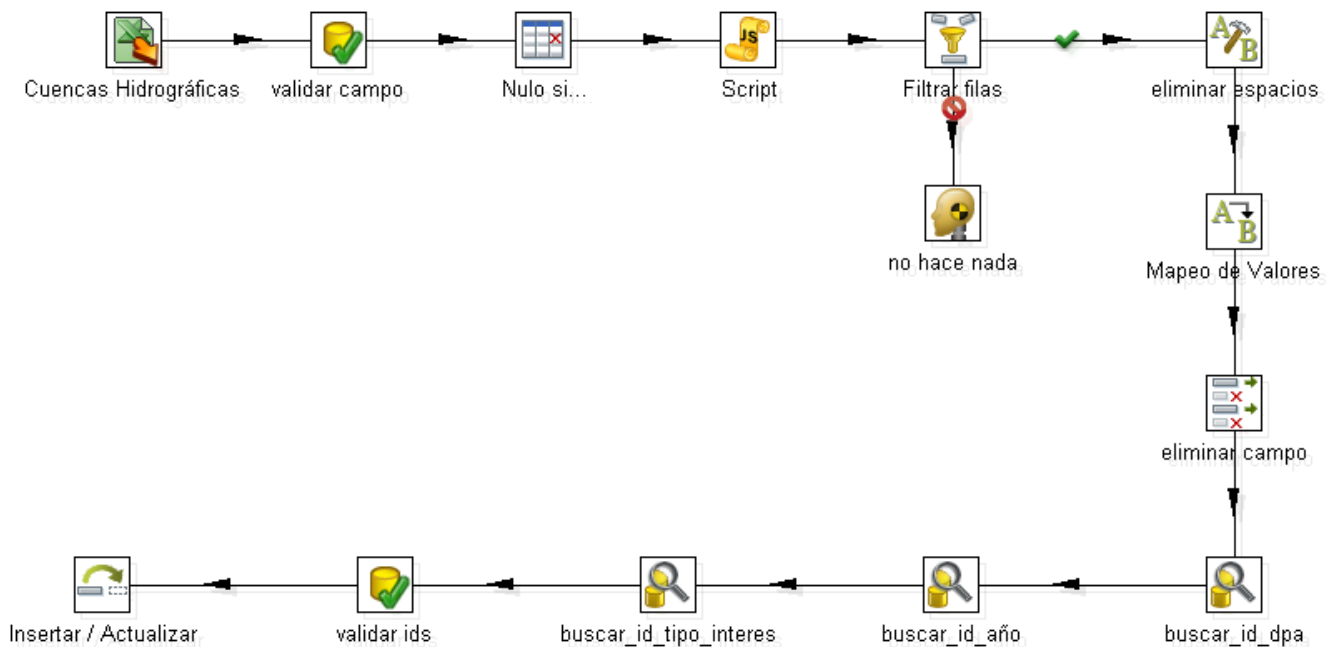 Cuencas Hidrográficas
validar campo
Nulo si...
JS
Script
Filtrar filas
A B
eliminar espacios
no hace nada
A B
Mapeo de Valores
eliminar campo
Insertar / Actualizar
validar ids
buscar_id_tipo_interes
buscar_id_año
buscar_id_dpa